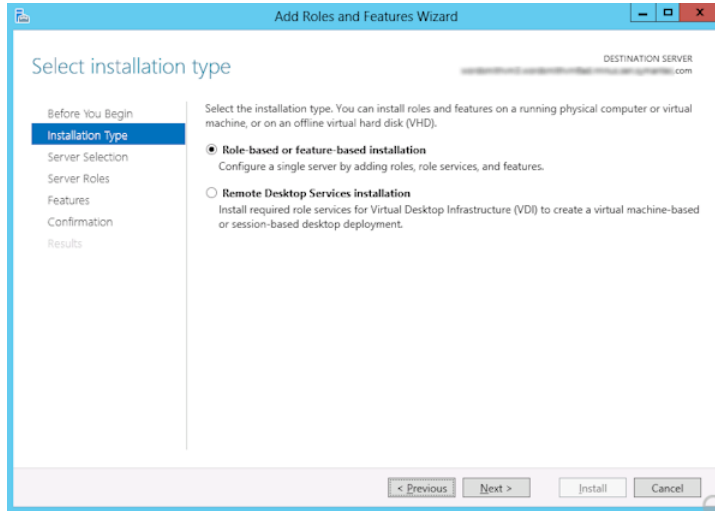 Add Roles and Features Wizard
Select installation type
DESTINATION SERVER
.com
Before You Begin
Installation Type
Server Selection
Server Roles
Features
Confirmation
Results
Select the installation type. You can install roles and features on a running physical computer or virtual
machine, or on an offline virtual hard disk (VHD).
Role-based or feature-based installation
Configure a single server by adding roles, role services, and features.
Remote Desktop Services installation
Install required role services for Virtual Desktop Infrastructure (VDI) to create a virtual machine-based
or session-based desktop deployment.
< Previous
Next >
Install
Cancel